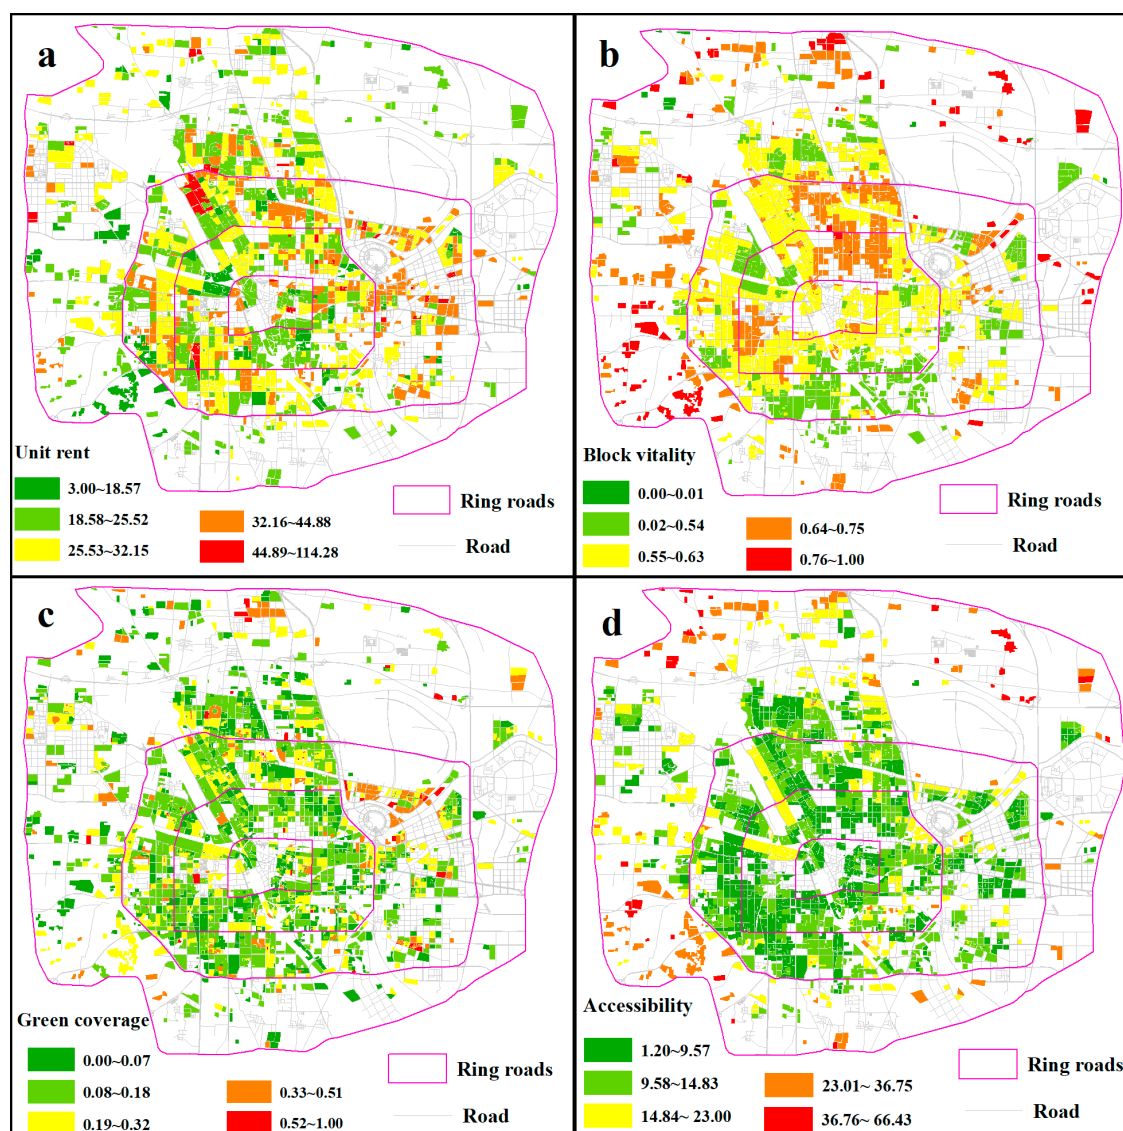 a
Unit rent
3.00~18.57
18.58~25.52
25.53~32.15
32.16~44.88
44.89~114.28
Ring roads
Road
b
Block vitality
0.00~0.01
0.02~0.54
0.55~0.63
0.64~0.75
0.76~1.00
Ring roads
Road
c
Green coverage
0.00~0.07
0.08~0.18
0.19~0.32
0.33~0.51
0.52~1.00
Ring roads
Road
d
Accessibility
1.20~9.57
9.58~14.83
14.84~ 23.00
23.01~ 36.75
36.76~ 66.43
Ring roads
Road